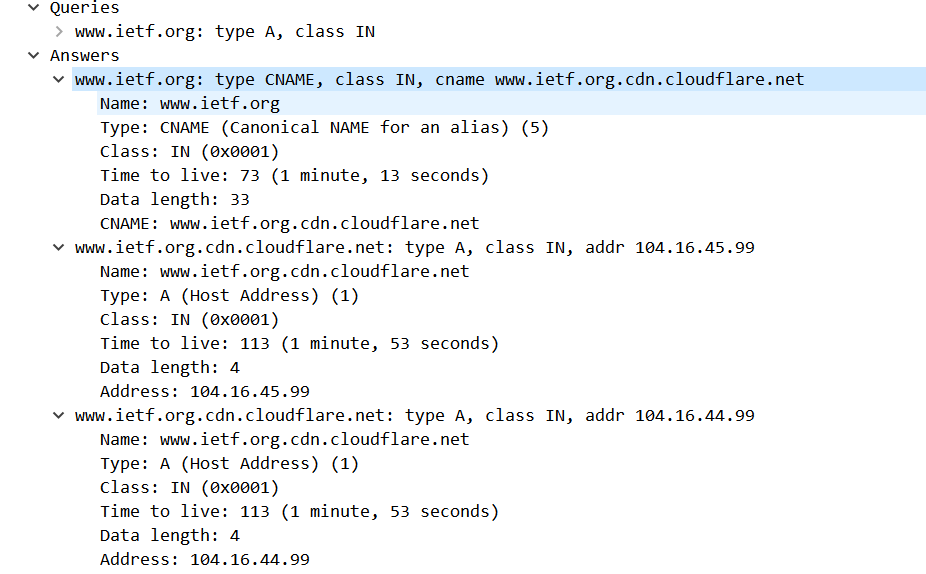 Queries
www.ietf.org: type A, class IN
Answers
www.ietf.org: type CNAME, class IN, cname www.ietf.org.cdn.cloudflare.net
Name: www.ietf.org
Type: CNAME (Canonical NAME for an alias) (5)
Class: IN (0x0001)
Time to live: 73 (1 minute, 13 seconds)
Data length: 33
CNAME: www.ietf.org.cdn.cloudflare.net
www.ietf.org.cdn.cloudflare.net: type A, class IN, addr 104.16.45.99
Name: www.ietf.org.cdn.cloudflare.net
Type: A (Host Address) (1)
Class: IN (0x0001)
Time to live: 113 (1 minute, 53 seconds)
Data length: 4
Address: 104.16.45.99
www.ietf.org.cdn.cloudflare.net: type A, class IN, addr 104.16.44.99
Name: www.ietf.org.cdn.cloudflare.net
Type: A (Host Address) (1)
Class: IN (0x0001)
Time to live: 113 (1 minute, 53 seconds)
Data length: 4
Address: 104.16.44.99